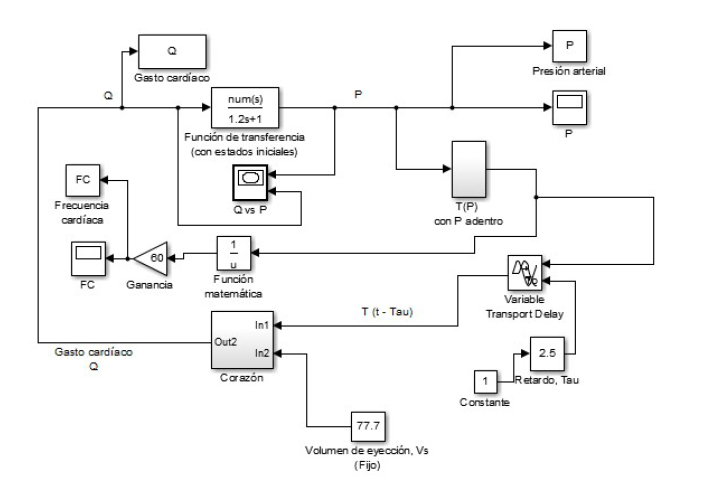 Q
P
Gasto cardíaco
Presión arterial
Q
P
num(s)
1.2s+1
Función de transferencia
(con estados iniciales)
P
T(P)
con P adentro
Q vs P
FC
Frecuencia
cardíaca
FC
60
Ganancia
1
u
Función
matemática
Variable
Transport Delay
T (t - Tau)
In1
Out2
In2
Corazón
Gasto cardíaco
Q
2.5
Retardo, Tau
1
Constante
77.7
Volumen de eyección, Vs
(Fijo)